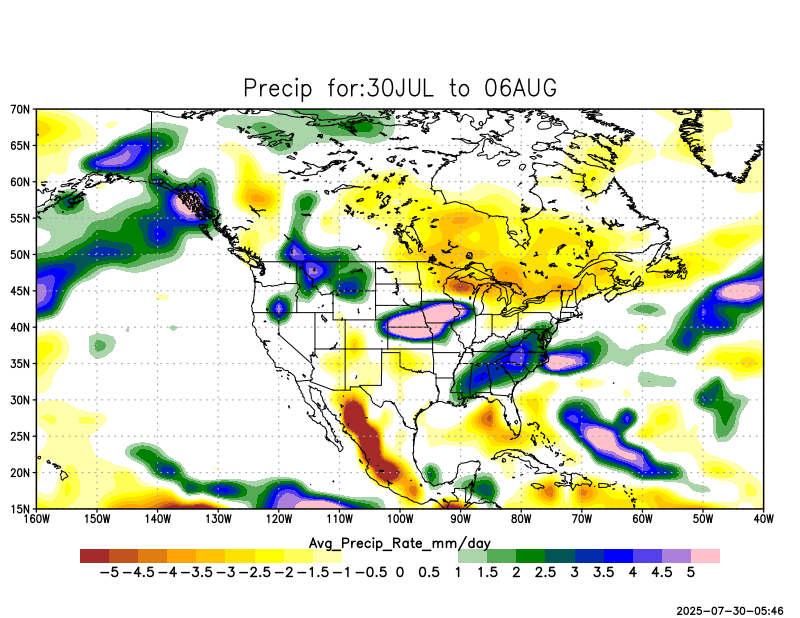 Precip for:30JUL to 06AUG
70N
65N
60N
55N
50N
45N
40N
35N
30N
25N
20N
15N
160W 150W 140W 130W 120W 110W 100W 90W 80W 70W 60W 50W 40W
Avg_Precip_Rate_mm/day
-5 -4.5 -4 -3.5 -3 -2.5 -2 -1.5 -1 -0.5 0 0.5 1 1.5 2 2.5 3 3.5 4 4.5 5
2025-07-30-05:46